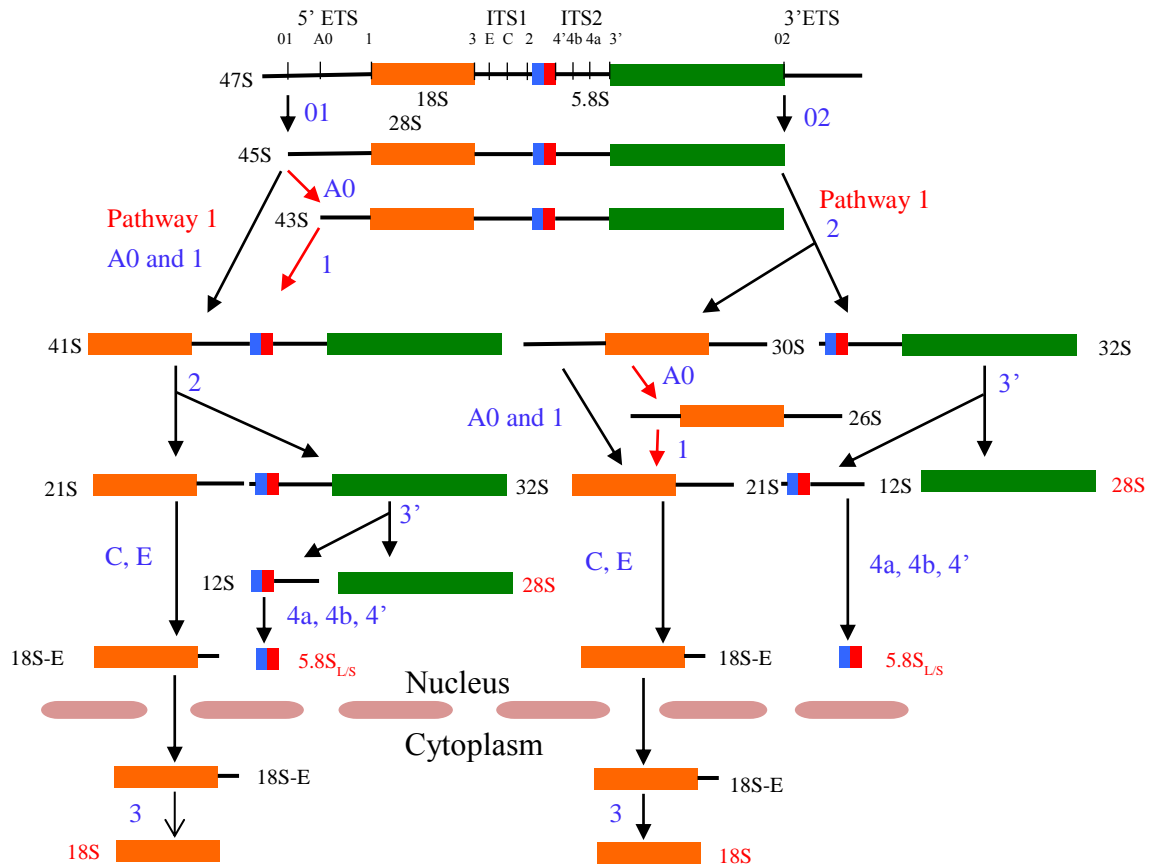 5’ ETS ITS1 ITS2 3’ETS
01 A0 1 3 E C 2 4’4b 4a 3’ 02
47S
18S 5.8S
01 28S 02
45S
A0
Pathway 1 43S Pathway 1
A0 and 1 1 2
41S 30S 32S
2 A0 3’
A0 and 1 26S
1
21S 32S 21S 12S 28S
3’
C, E C, E 4a, 4b, 4’
12S 28S
4a, 4b, 4’
18S-E 5.8SL/S 18S-E 5.8SL/S
Nucleus
Cytoplasm
18S-E 18S-E
3 3
18S 18S